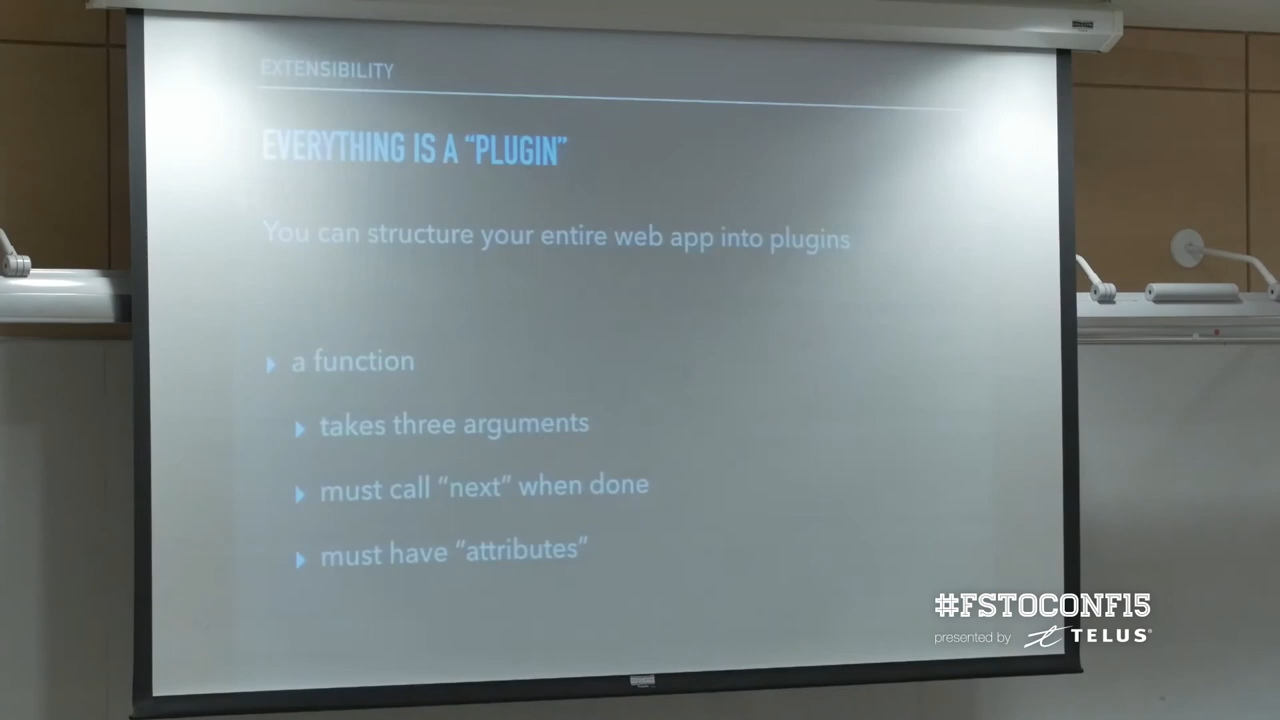 EXTENSIBILITY
EVERYTHING IS A “PLUGIN”
You can structure your entire web app into plugins
a function
takes three arguments
must call “next” when done
must have “attributes”
#FSTOCONF15
presented by TELUS®